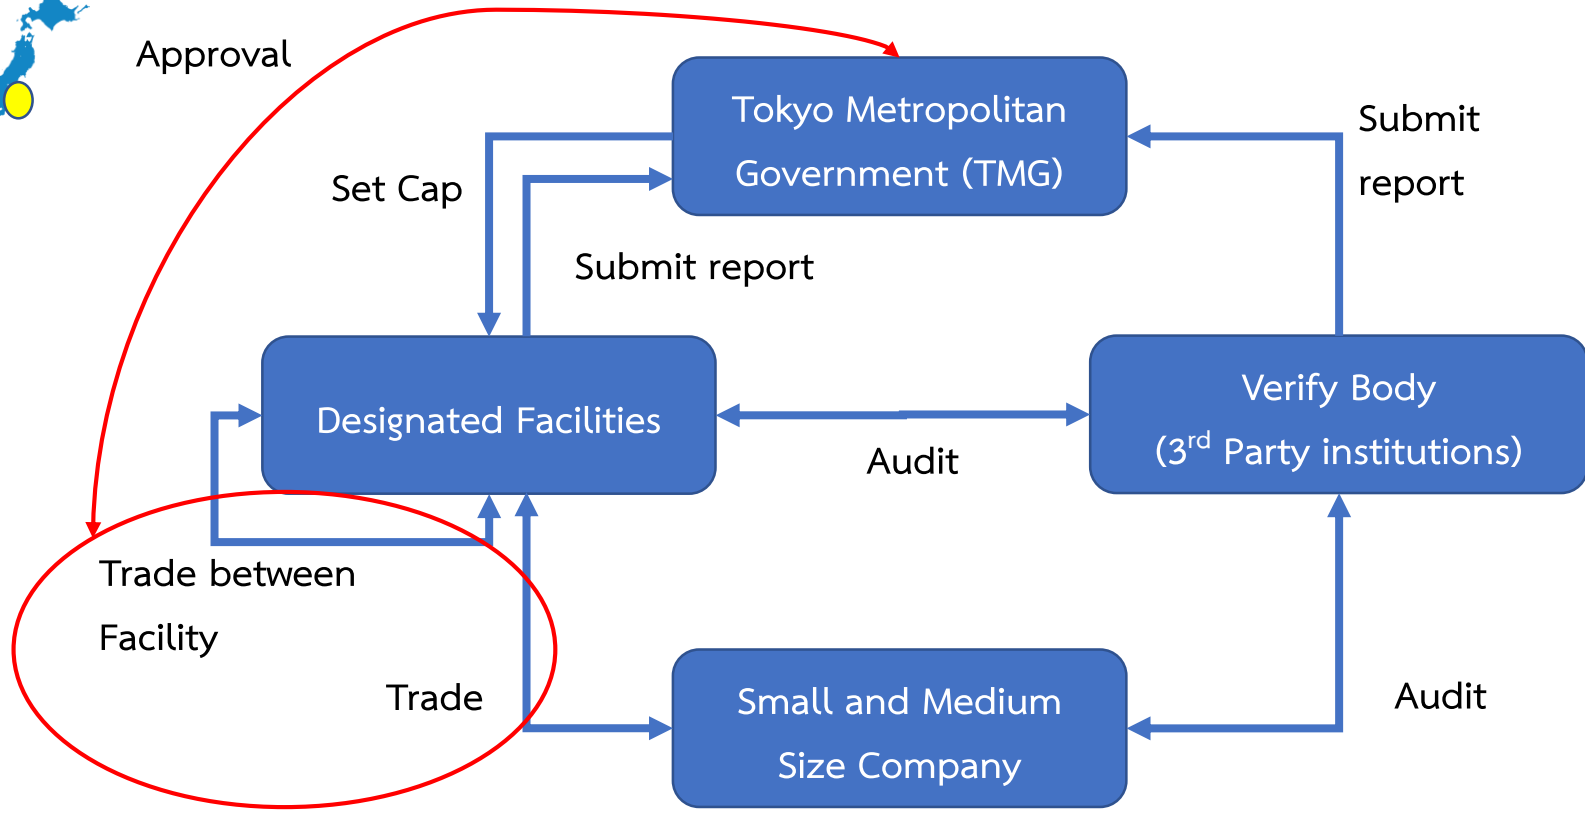 Approval
Tokyo Metropolitan
Government (TMG)
Submit
report
Set Cap
Submit report
Designated Facilities
Verify Body
(3rd Party institutions)
Audit
Trade between
Facility
Trade
Small and Medium
Size Company
Audit